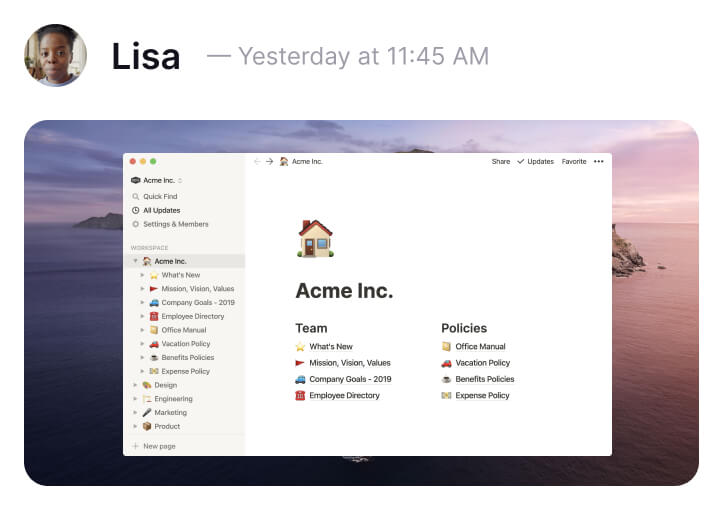 Lisa — Yesterday at 11:45 AM
Acme Inc.
Share Updates Favorite •••
Acme Inc.
Quick Find
All Updates
Settings & Members
WORKSPACE
Acme Inc.
What's New
Mission, Vision, Values
Company Goals - 2019
Employee Directory
Office Manual
Vacation Policy
Benefits Policies
Expense Policy
Design
Engineering
Marketing
Product
+ New page
Acme Inc.
Team
What's New
Mission, Vision, Values
Company Goals - 2019
Employee Directory
Policies
Office Manual
Vacation Policy
Benefits Policies
Expense Policy